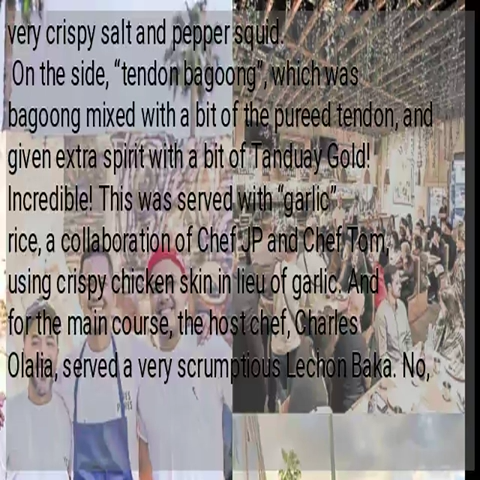 very crispy salt and pepper squid.
On the side, “tendon bagoong”, which was
bagoong mixed with a bit of the pureed tendon, and
given extra spirit with a bit of Tanduay Gold!
Incredible! This was served with “garlic”
rice, a collaboration of Chef JP and Chef Tom,
using crispy chicken skin in lieu of garlic. And
for the main course, the host chef, Charles
Olalia, served a very scrumptious Lechon Baka. No,